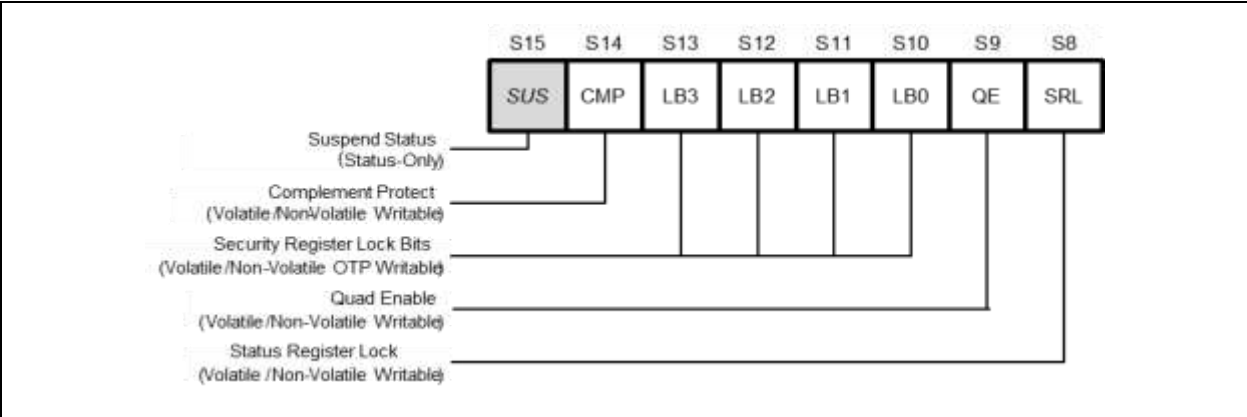 S15 S14 S13 S12 S11 S10 S9 S8
SUS CMP LB3 LB2 LB1 LB0 QE SRL
Suspend Status
(Status-Only)
Complement Protect
(Volatile/Non-Volatile Writable)
Security Register Lock Bits
(Volatile/Non-Volatile OTP Writable)
Quad Enable
(Volatile/Non-Volatile Writable)
Status Register Lock
(Volatile/Non-Volatile Writable)